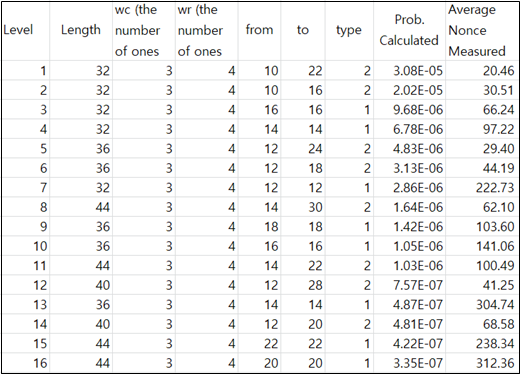 Level Length wc (the number of ones wr (the number of ones from to type Prob. Calculated Average Nonce Measured
1 32 3 4 10 22 2 3.08E-05 20.46
2 32 3 4 10 16 2 2.02E-05 30.51
3 32 3 4 16 16 1 9.68E-06 66.24
4 32 3 4 14 14 1 6.78E-06 97.22
5 36 3 4 12 24 2 4.83E-06 29.40
6 36 3 4 12 18 2 3.13E-06 44.19
7 32 3 4 12 12 1 2.86E-06 222.73
8 44 3 4 14 30 2 1.64E-06 62.10
9 36 3 4 18 18 1 1.42E-06 103.60
10 36 3 4 16 16 1 1.05E-06 141.06
11 44 3 4 14 22 2 1.03E-06 100.49
12 40 3 4 12 28 2 7.57E-07 41.25
13 36 3 4 14 14 1 4.87E-07 304.74
14 40 3 4 12 20 2 4.81E-07 68.58
15 44 3 4 22 22 1 4.22E-07 238.34
16 44 3 4 20 20 1 3.35E-07 312.36